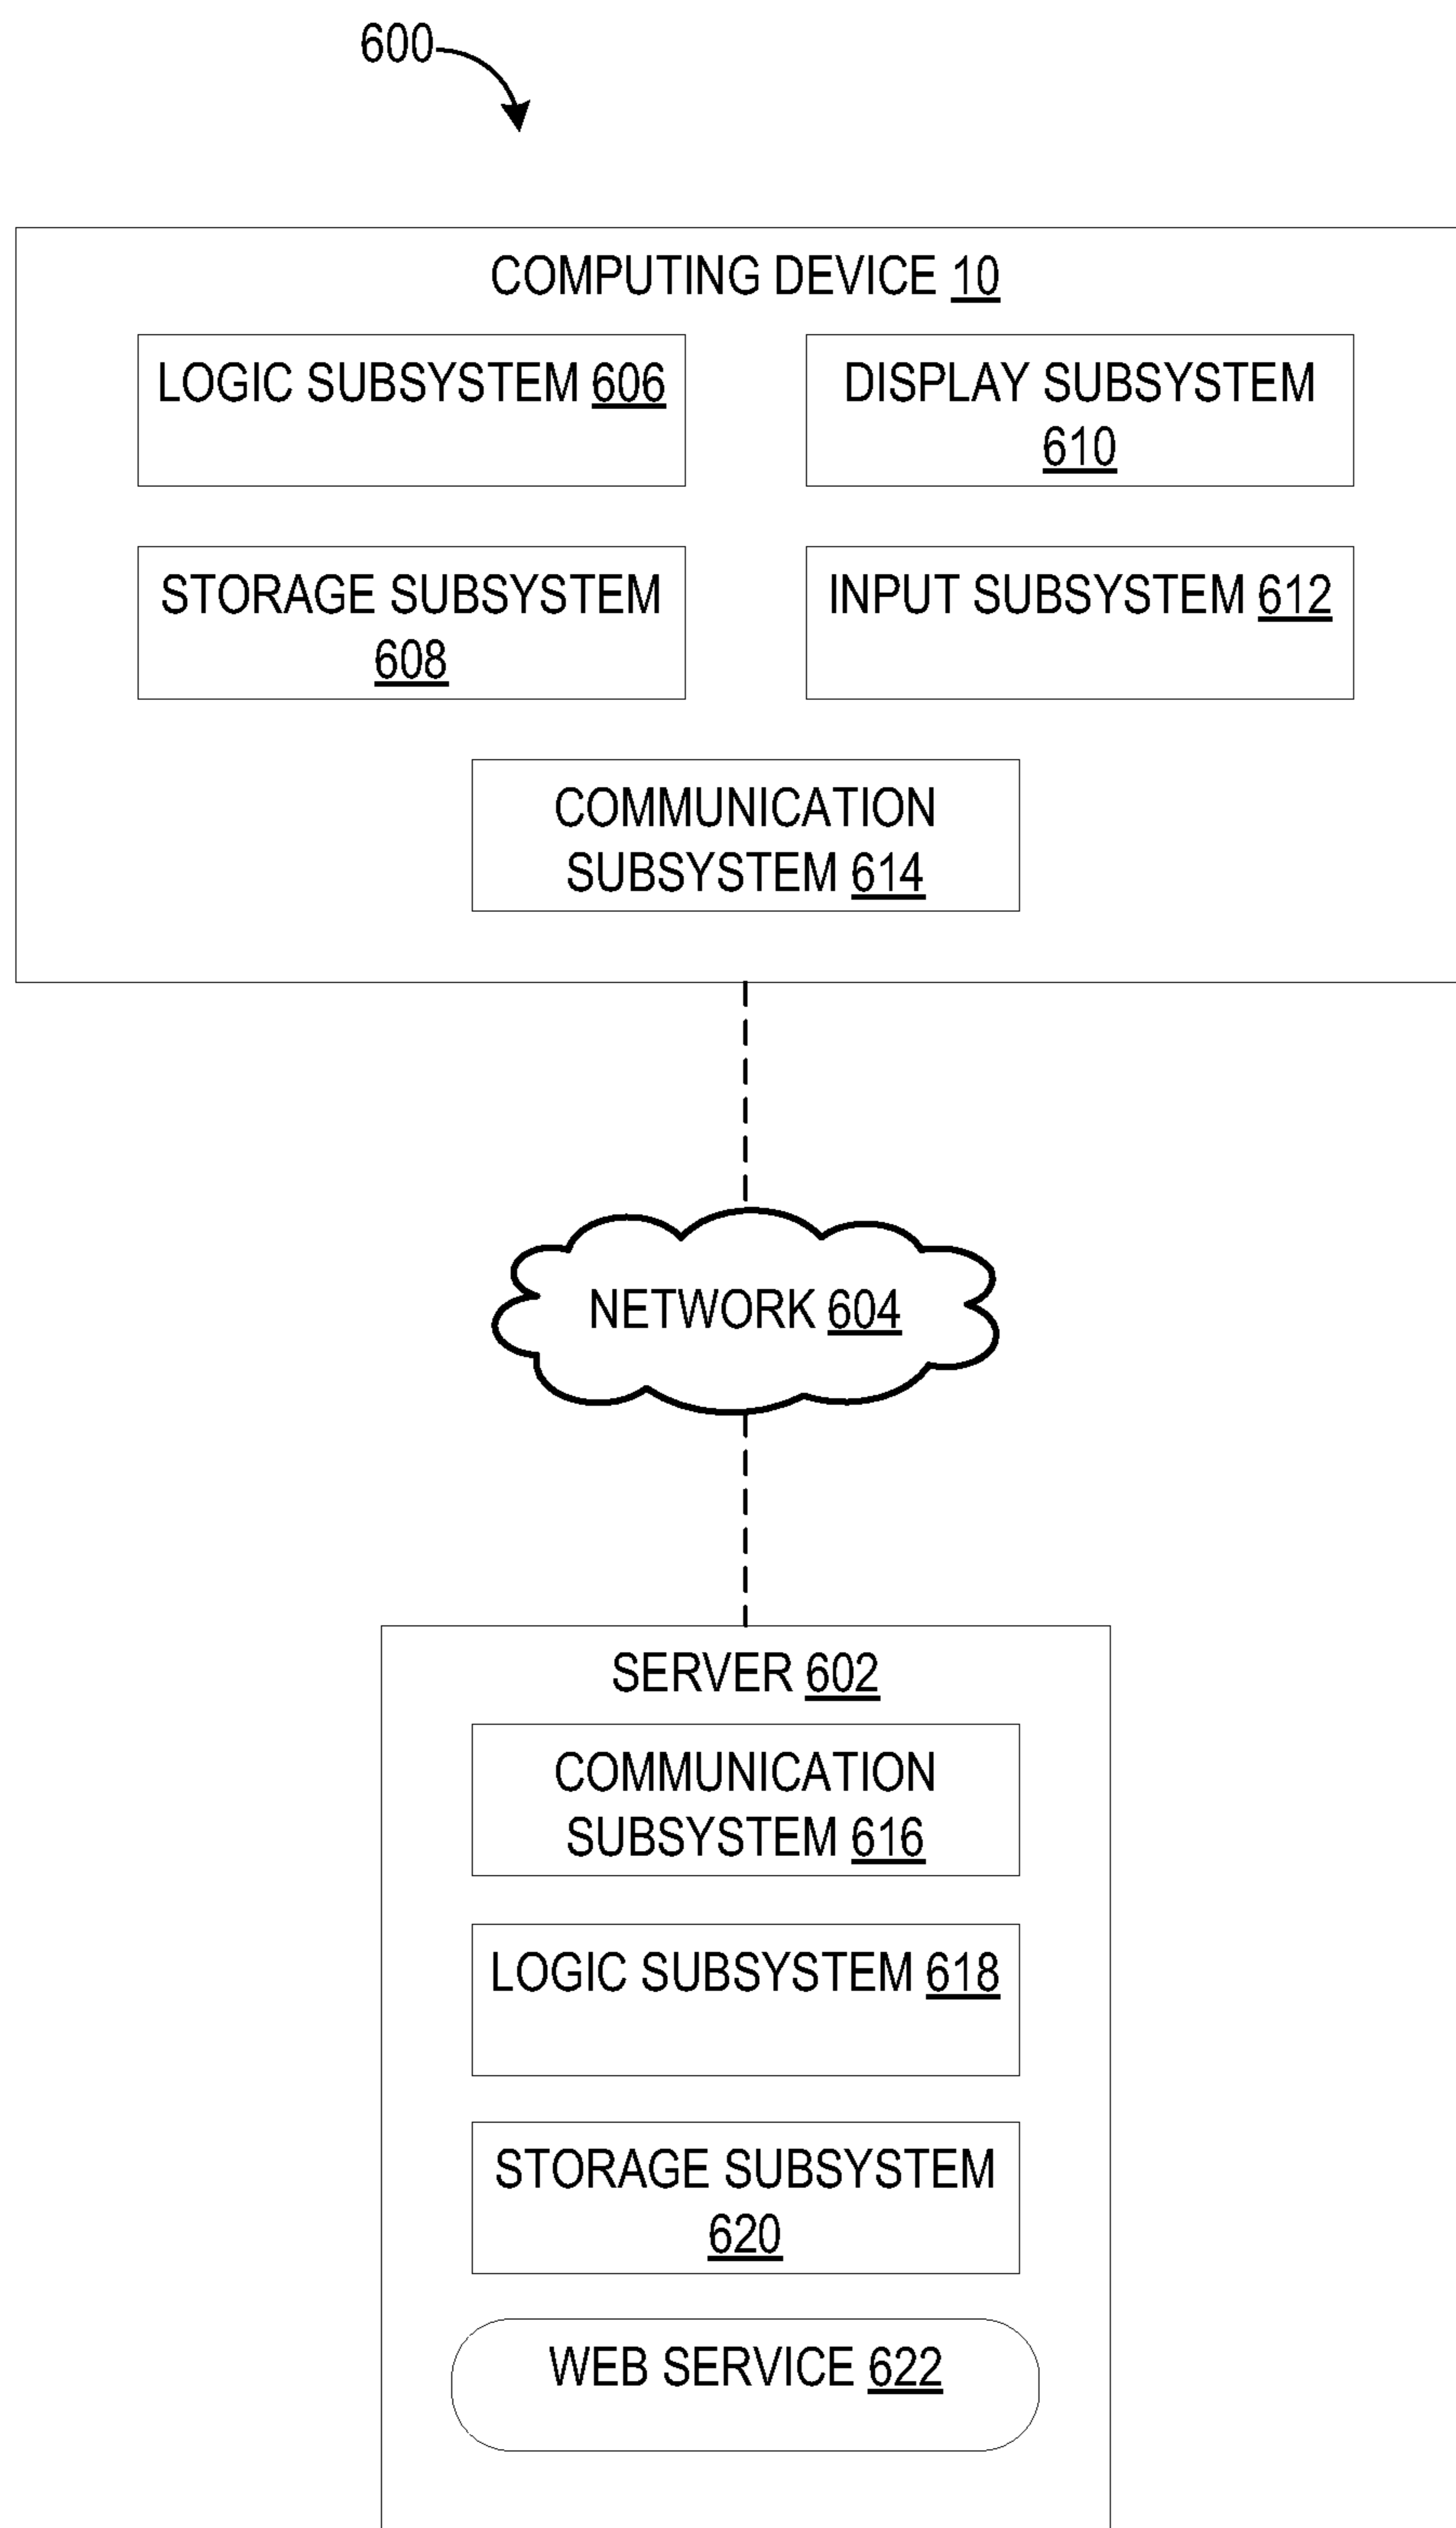 600
COMPUTING DEVICE 10
LOGIC SUBSYSTEM 606
DISPLAY SUBSYSTEM
610
STORAGE SUBSYSTEM
608
INPUT SUBSYSTEM 612
COMMUNICATION
SUBSYSTEM 614
NETWORK 604
SERVER 602
COMMUNICATION
SUBSYSTEM 616
LOGIC SUBSYSTEM 618
STORAGE SUBSYSTEM
620
WEB SERVICE 622